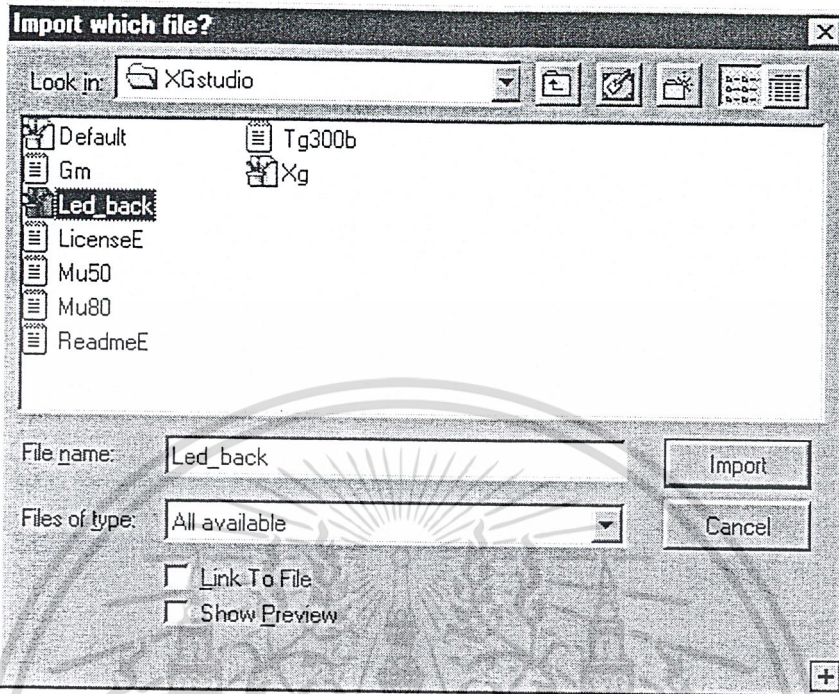 Import which file?
Look in: XGstudio
Default
Gm
Led_back
LicenseE
Mu50
Mu80
ReadmeE
Tg300b
Xg
File name: Led_back
Import
Files of type: All available
Cancel
Link To File
Show Preview